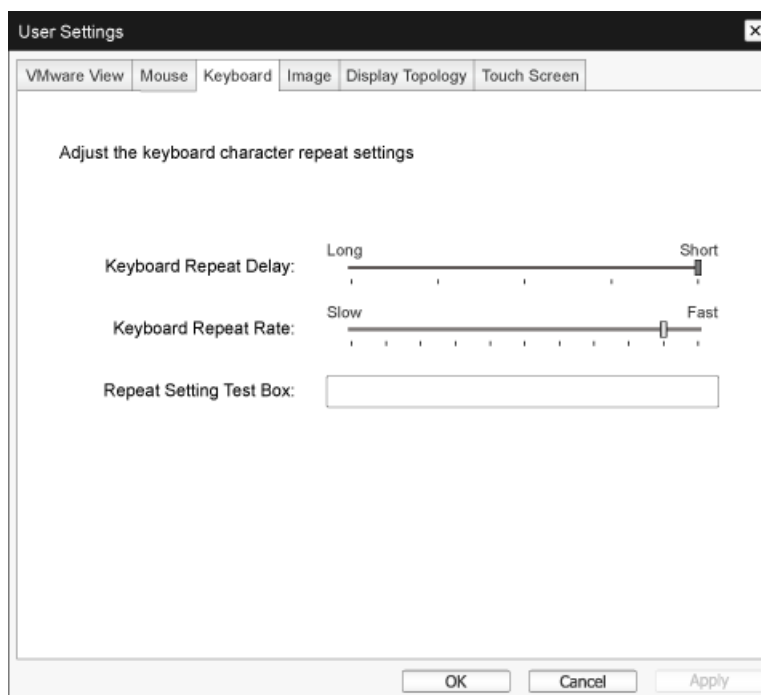 User Settings
VMware View Mouse Keyboard Image Display Topology Touch Screen
Adjust the keyboard character repeat settings
Long Short
Keyboard Repeat Delay:
Slow Fast
Keyboard Repeat Rate:
Repeat Setting Test Box:
OK Cancel Apply